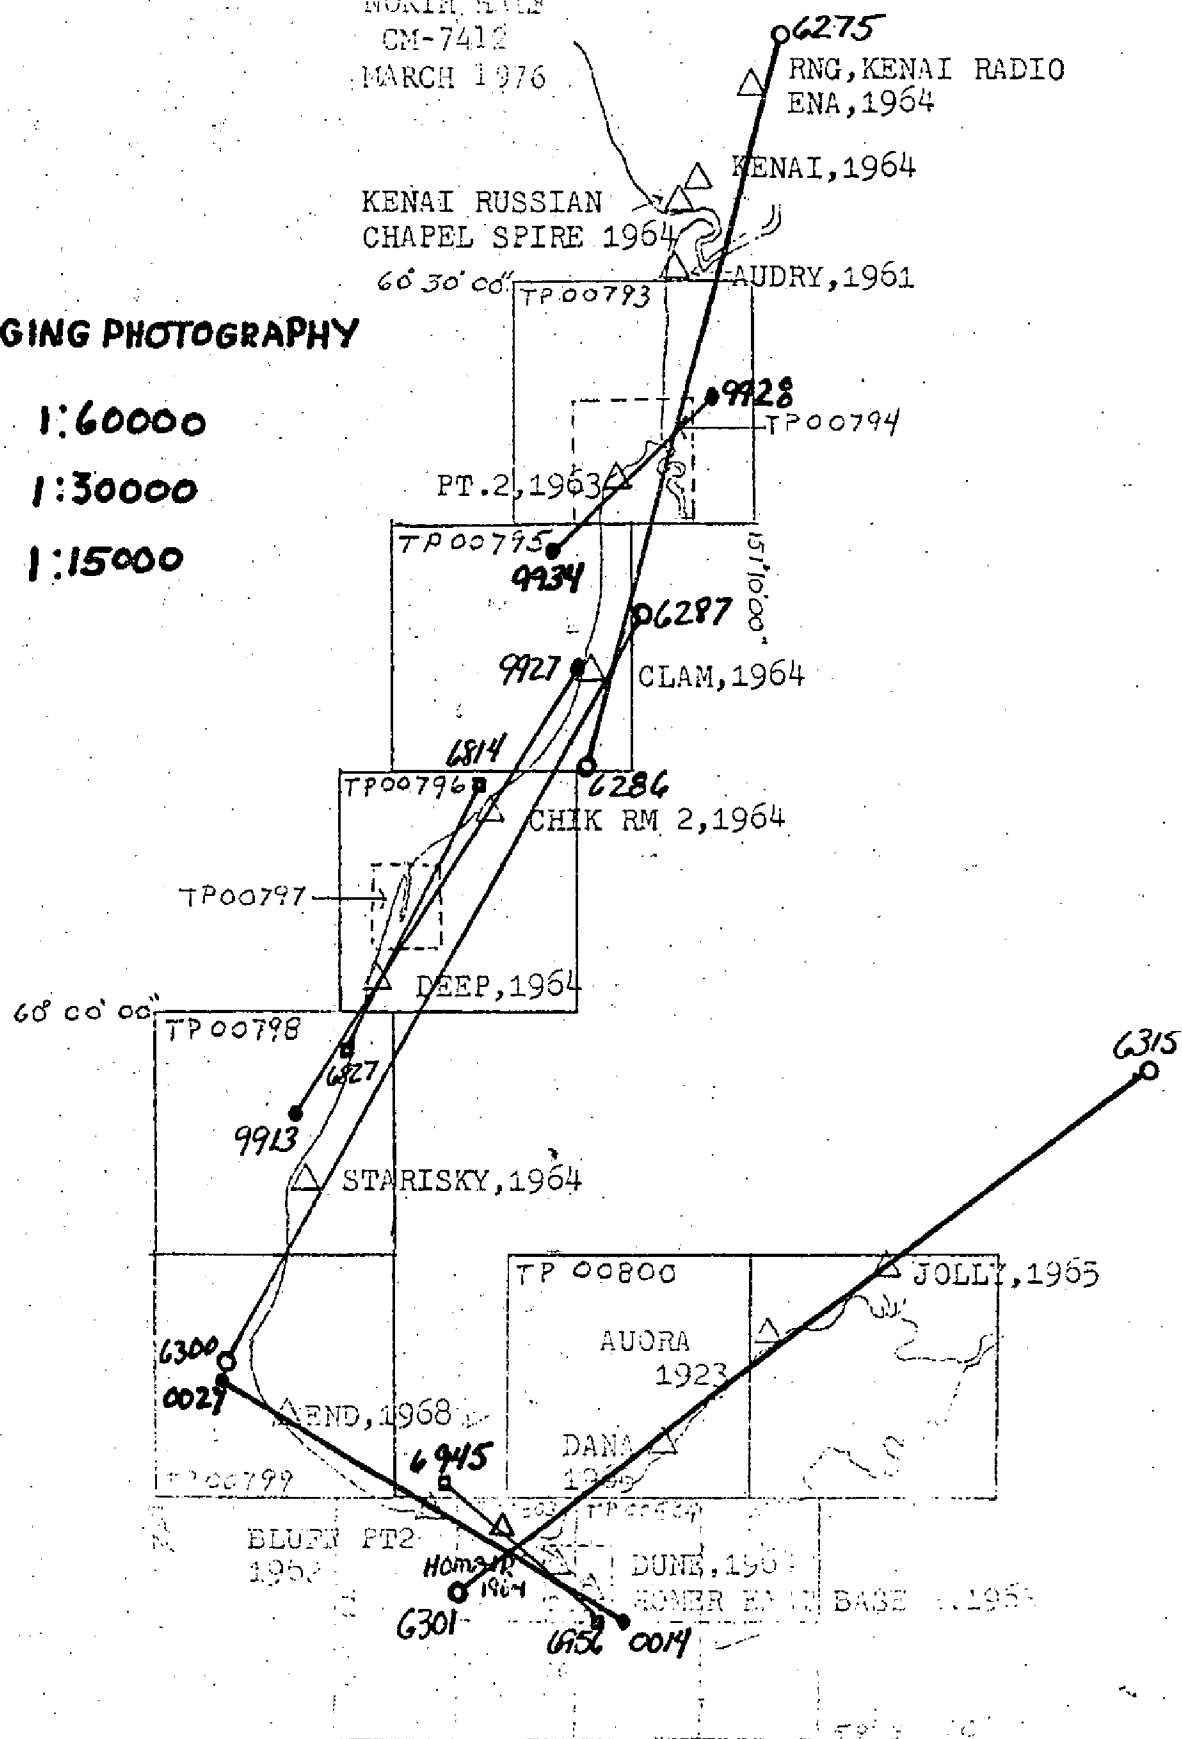 NORTH HALF
CM-7412
MARCH 1976
6275
RNG,KENAI RADIO
ENA,1964
KENAI,1964
KENAI RUSSIAN
CHAPEL SPIRE 1964
60° 30' 00"
TP00793
AUDRY,1961
GING PHOTOGRAPHY
1:60000
1:30000
1:15000
9928
TP00794
PT.2,1963
TP00795
9934
151°10'00"
6287
9927
CLAM,1964
6814
TP00796
6286
CHIK RM 2,1964
TP00797
DEEP,1964
60° 00' 00"
TP00798
6827
9913
6315
STARISKY,1964
TP 00800
JOLLY,1965
AUORA
1923
6300
0029
END,1968
DANA
6945
TP00799
BLUFF PT2
HOMAIR
1964
DUNE,
HOMER BASE
6301
6956
0014